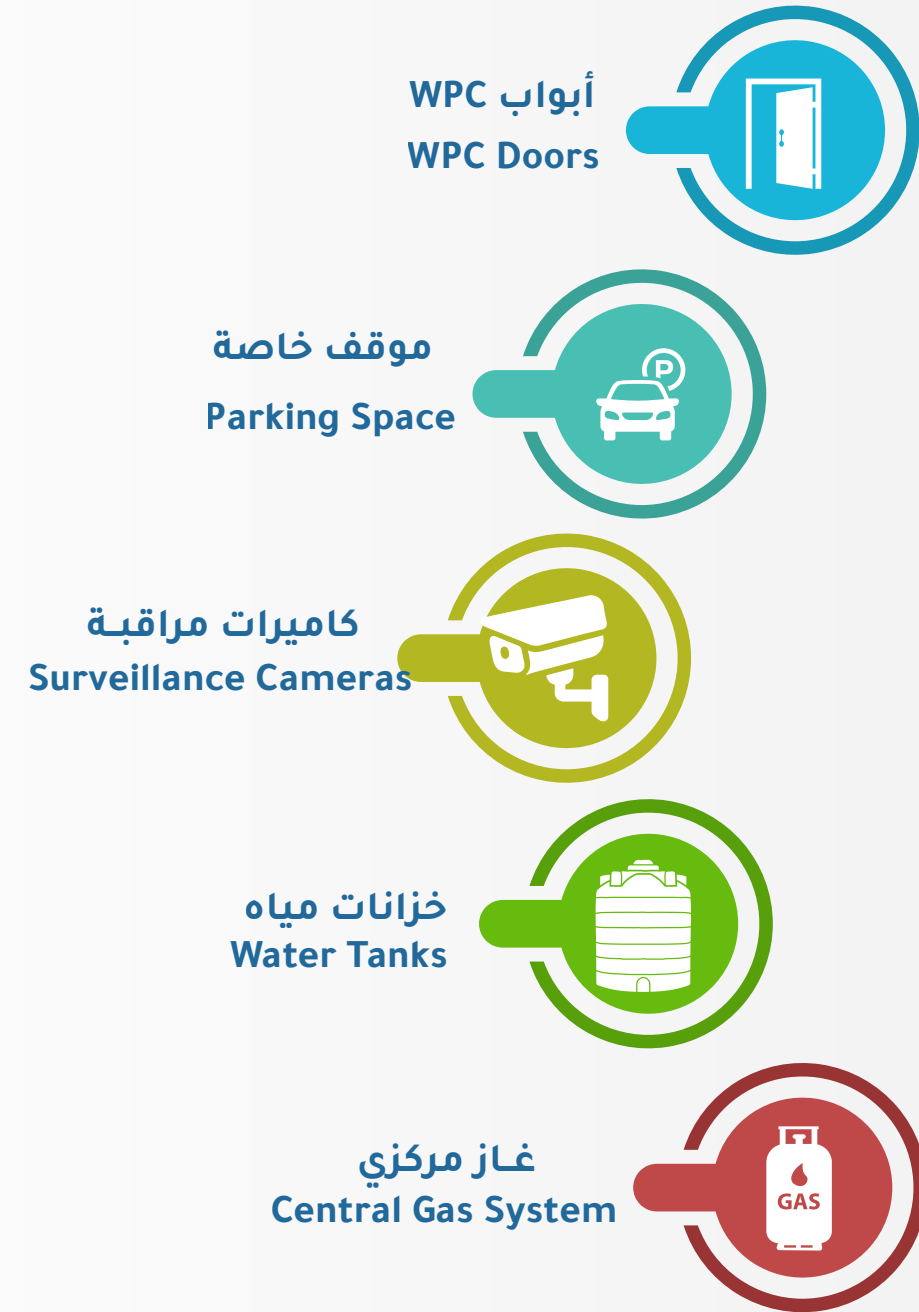 أبواب WPC
WPC Doors
موقف خاصة
P
Parking Space
كاميرات مراقبـة
Surveillance Cameras
خزانات مياه
Water Tanks
غـاز مركزي
Central Gas System
GAS